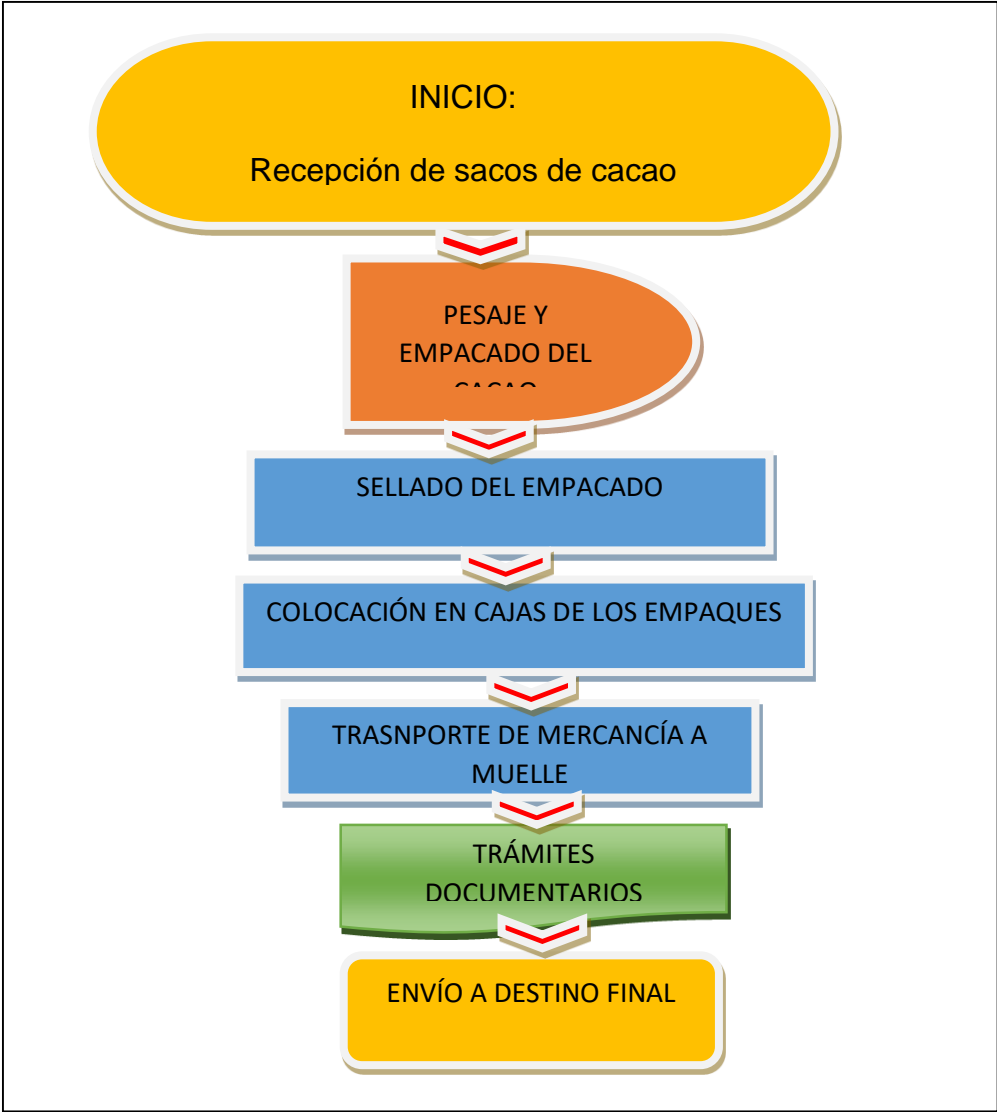 INICIO:
Recepción de sacos de cacao
PESAJE Y
EMPACADO DEL
CACAO
SELLADO DEL EMPACADO
COLOCACIÓN EN CAJAS DE LOS EMPAQUES
TRASNPORTE DE MERCANCÍA A
MUELLE
TRÁMITES
DOCUMENTARIOS
ENVÍO A DESTINO FINAL